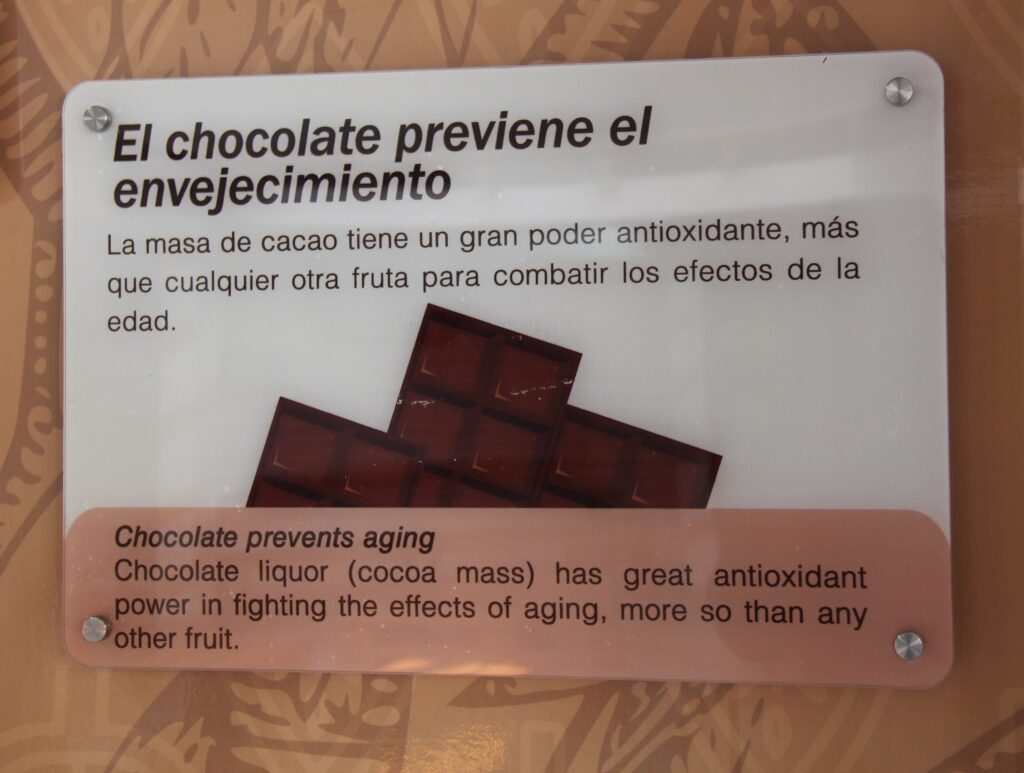 El chocolate previene el
envejecimiento
La masa de cacao tiene un gran poder antioxidante, más
que cualquier otra fruta para combatir los efectos de la
edad.
Chocolate prevents aging
Chocolate liquor (cocoa mass) has great antioxidant
power in fighting the effects of aging, more so than any
other fruit.